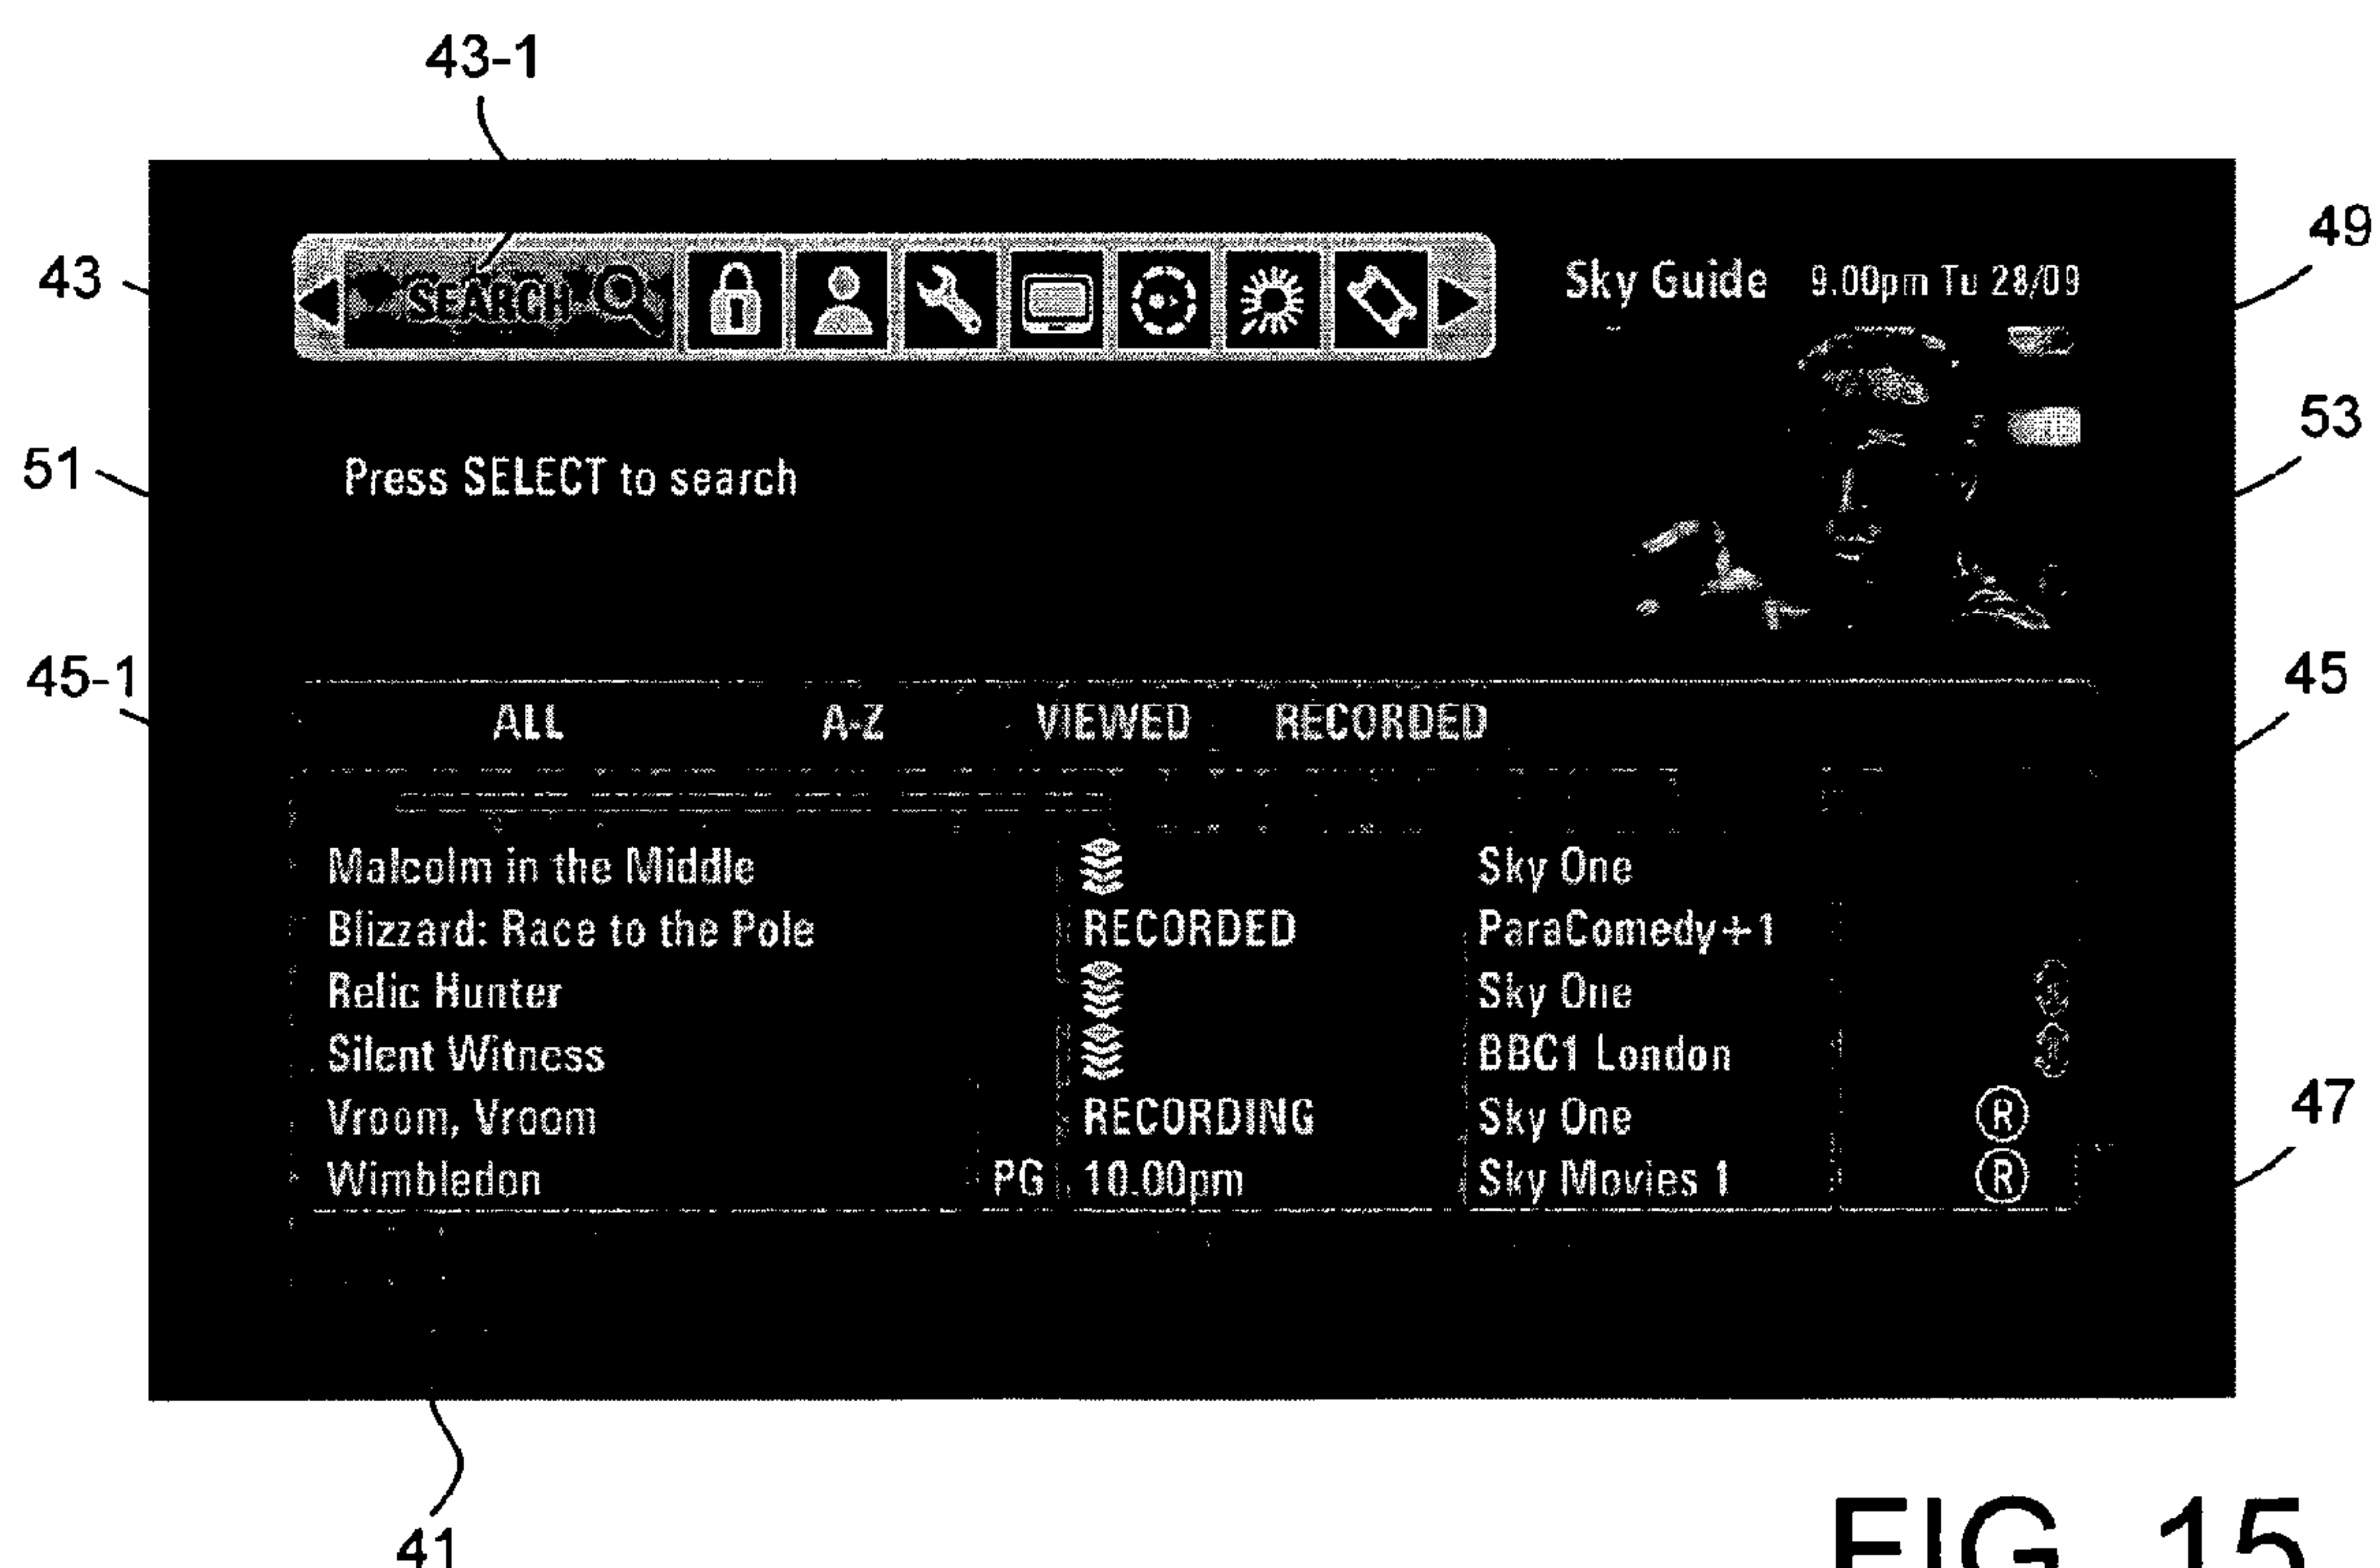 43-1
43
SEARCH
Sky Guide 9.00pm Tu 28/09
49
51
Press SELECT to search
53
45-1
45
ALL A-Z VIEWED RECORDED
Malcolm in the Middle Sky One
Blizzard: Race to the Pole RECORDED ParaComedy+1
Relic Hunter Sky One
Silent Witness BBC1 London
Vroom, Vroom RECORDING Sky One R
Wimbledon PG 10.00pm Sky Movies 1 R
47
41
FIG. 15